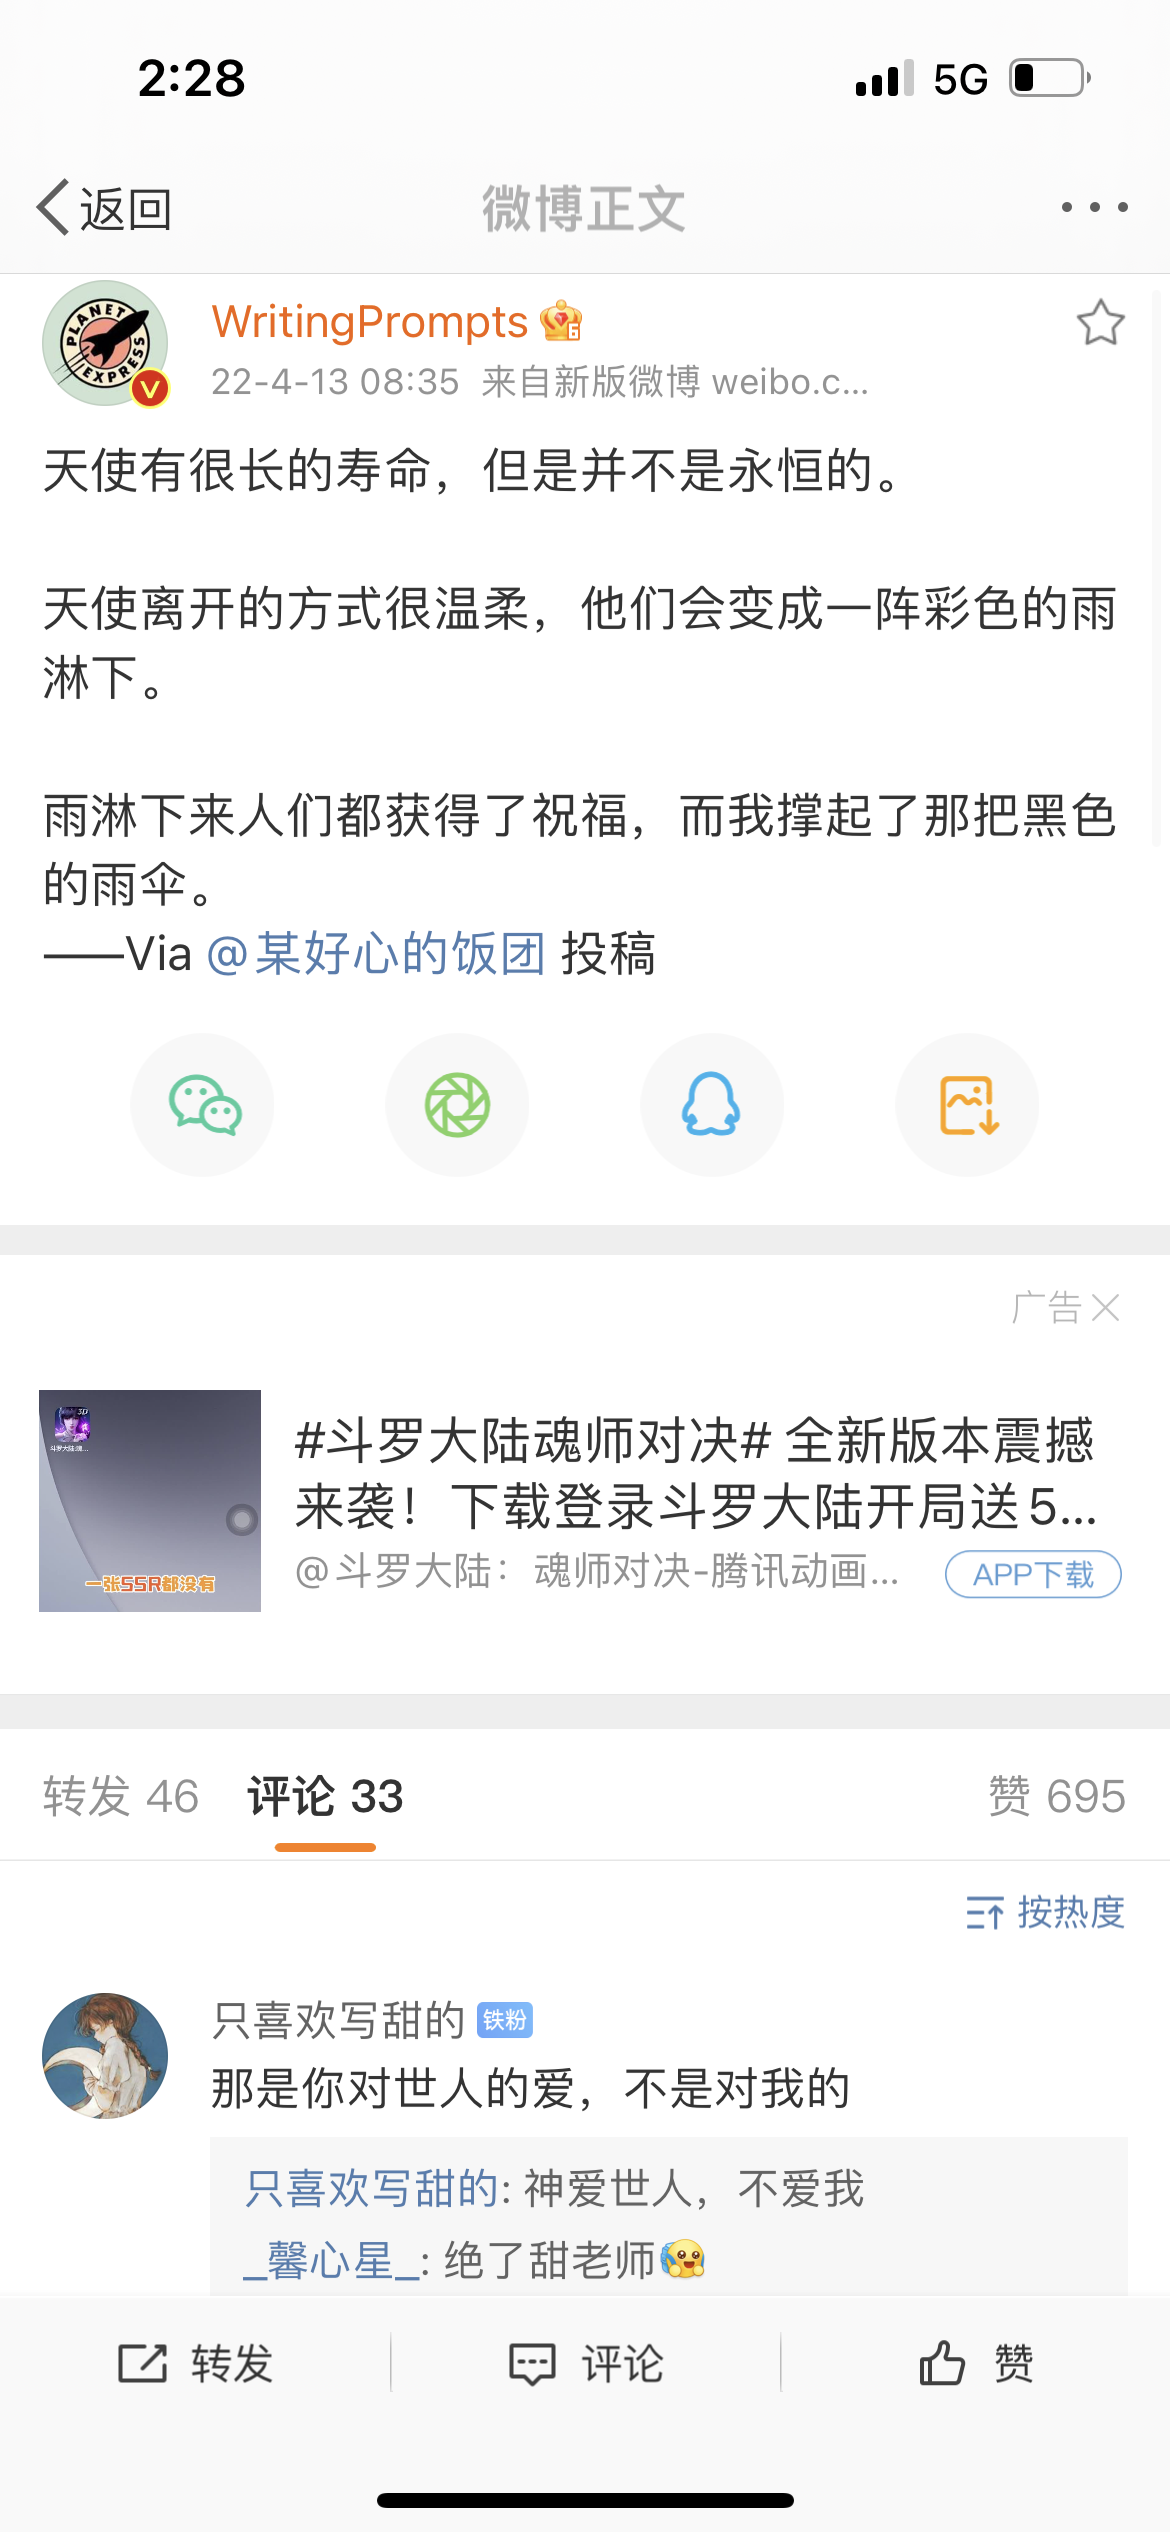 2:28
5G
返回
微博正文
PLANET EXPRESS
V
WritingPrompts
6
22-4-13 08:35 来自新版微博 weibo.c...
天使有很长的寿命，但是并不是永恒的。
天使离开的方式很温柔，他们会变成一阵彩色的雨
淋下。
雨淋下来人们都获得了祝福，而我撑起了那把黑色
的雨伞。
——Via @某好心的饭团 投稿
广告
3D
斗罗大陆:魂...
一张SSR都没有
#斗罗大陆魂师对决# 全新版本震撼
来袭！下载登录斗罗大陆开局送5...
@斗罗大陆：魂师对决-腾讯动画...
APP下载
转发 46 评论 33 赞 695
按热度
只喜欢写甜的 铁粉
那是你对世人的爱，不是对我的
只喜欢写甜的: 神爱世人，不爱我
_馨心星_: 绝了甜老师
转发 评论 赞